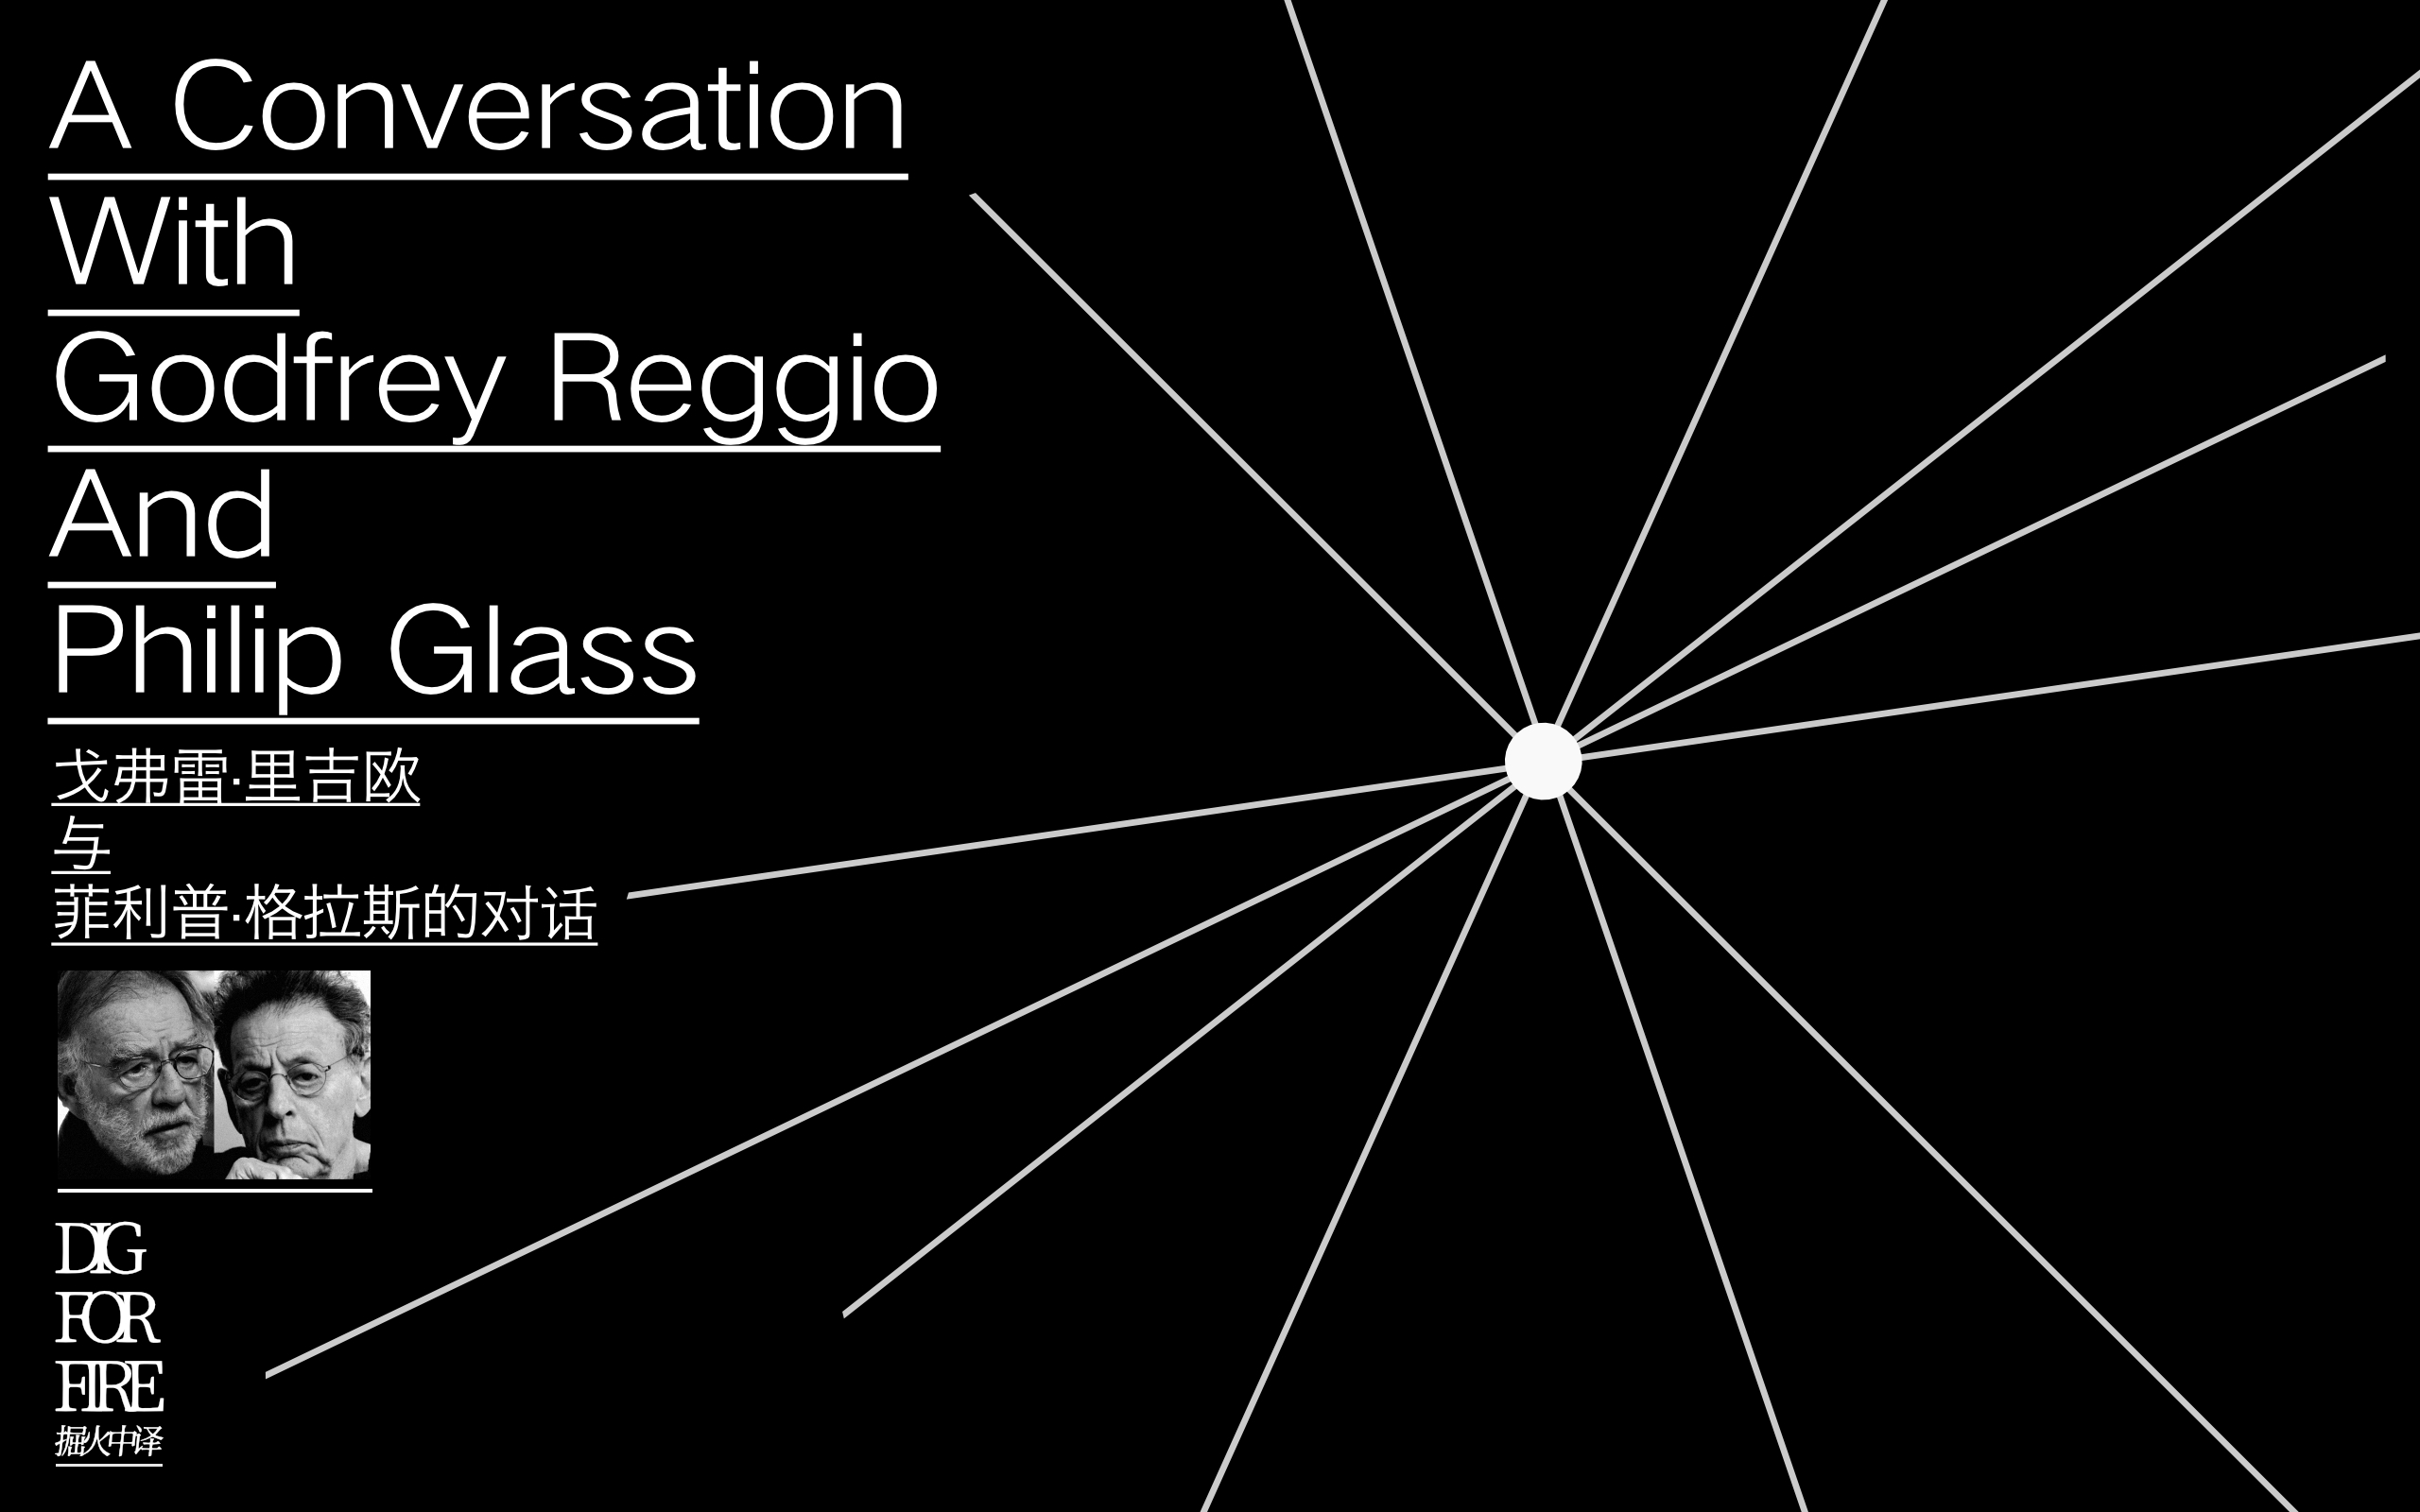 A Conversation
With
Godfrey Reggio
And
Philip Glass
戈弗雷·里吉欧
与
菲利普·格拉斯的对话
DIG
FOR
FIRE
掘火中译